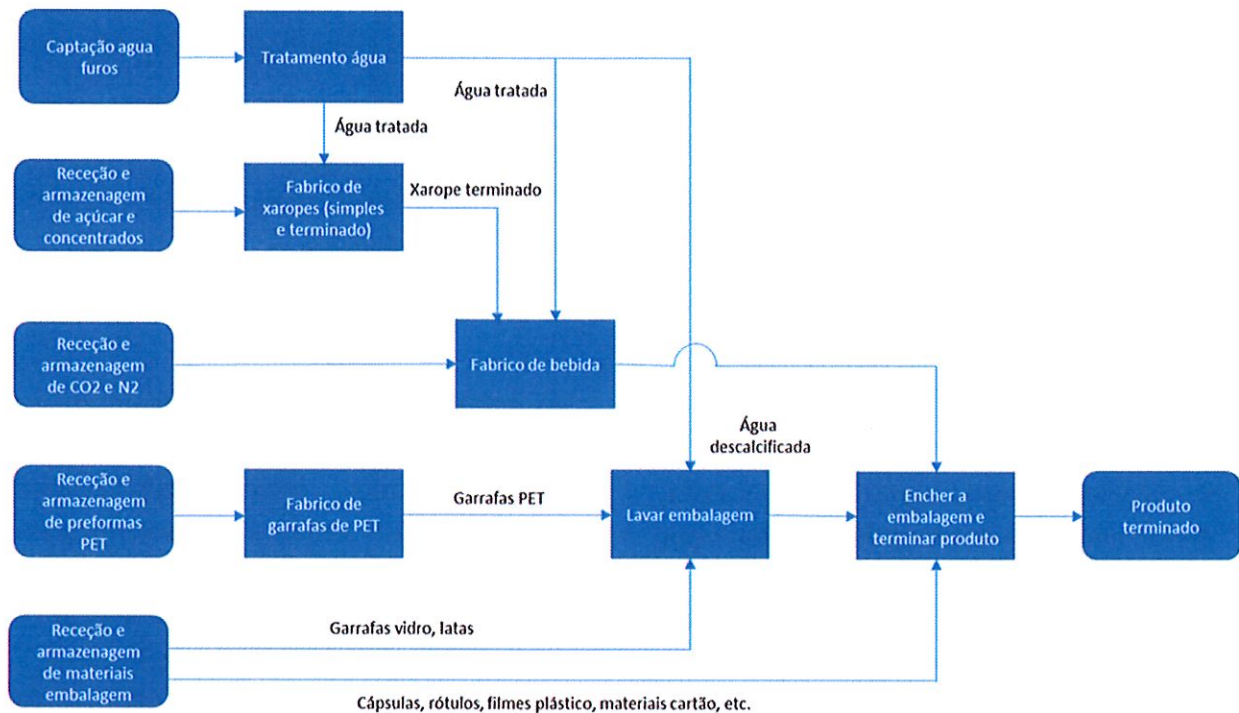 Captação agua
furos
Tratamento água
Água tratada
Água tratada
Receção e
armazenagem
de açúcar e
concentrados
Fabrico de
xaropes (simples
e terminado)
Xarope terminado
Receção e
armazenagem
de CO2 e N2
Fabrico de bebida
Água
descalcificada
Receção e
armazenagem
de preformas
PET
Fabrico de
garrafas de PET
Garrafas PET
Lavar embalagem
Encher a
embalagem e
terminar produto
Produto
terminado
Receção e
armazenagem
de materiais
embalagem
Garrafas vidro, latas
Cápsulas, rótulos, filmes plástico, materiais cartão, etc.